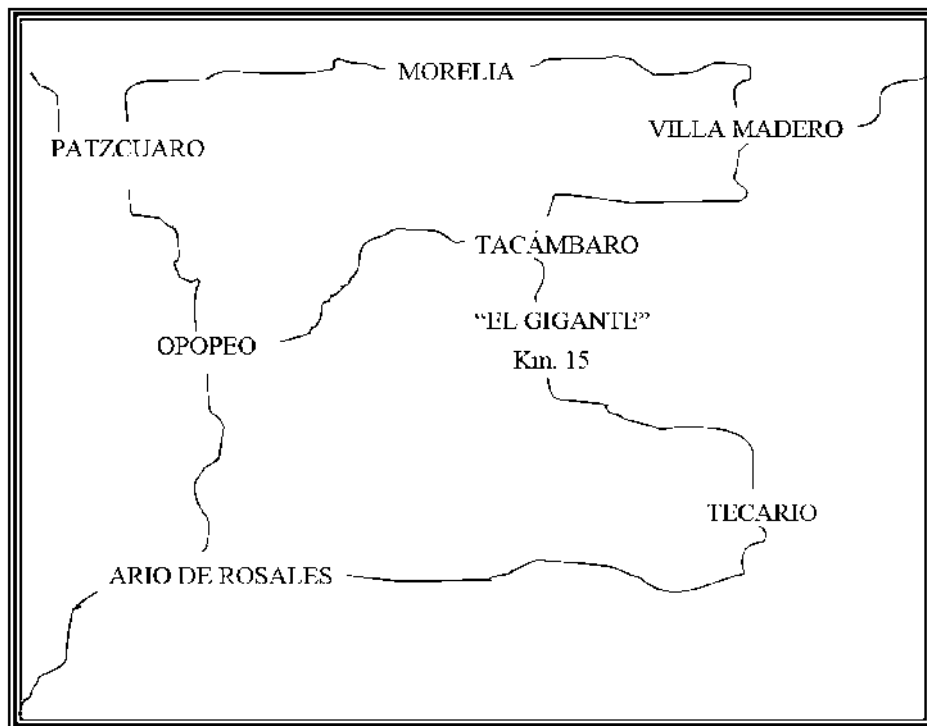 MORELIA
VILLA MADERO
PATZCUARO
TACÁMBARO
“EL GIGANTE”
Km. 15
OPOPEO
TECARIO
ARIO DE ROSALES